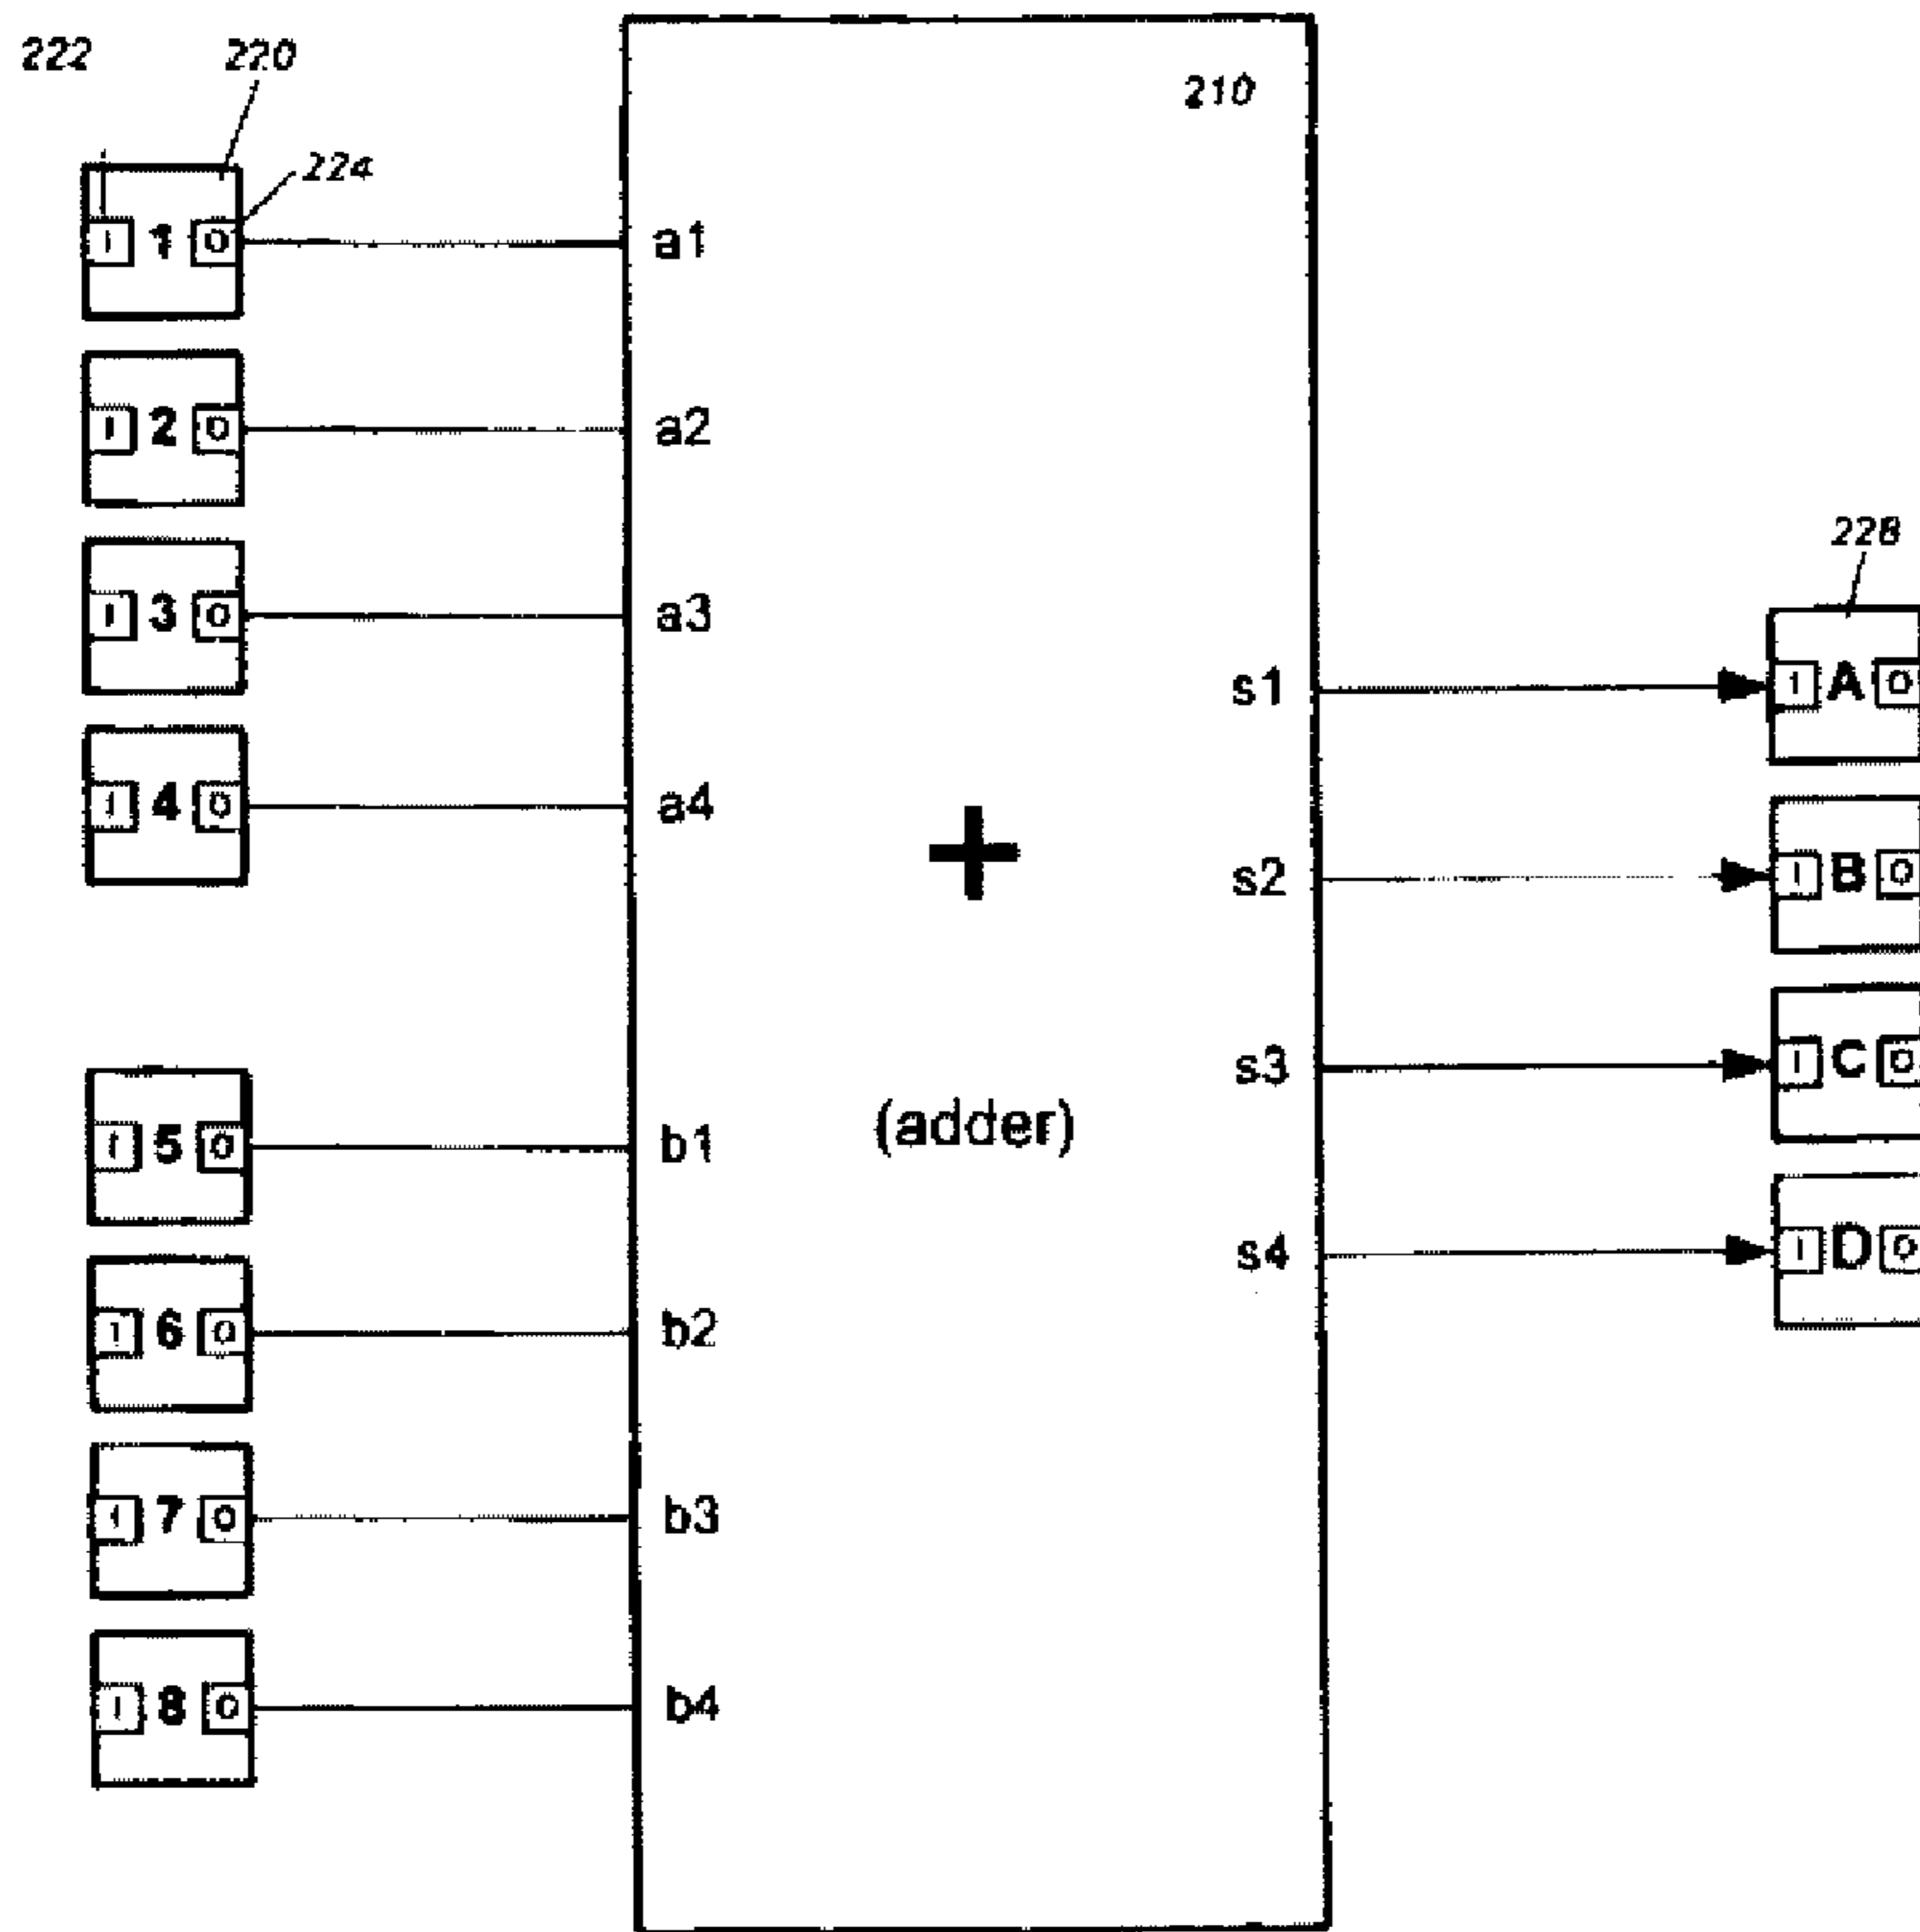 222 220
210
224
I 1 O a1
I 2 O a2
228
I 3 O a3
s1 I A O
I 4 O a4
+
s2 I B O
s3 I C O
(adder)
I 5 O b1
s4 I D O
I 6 O b2
I 7 O b3
I 8 O b4